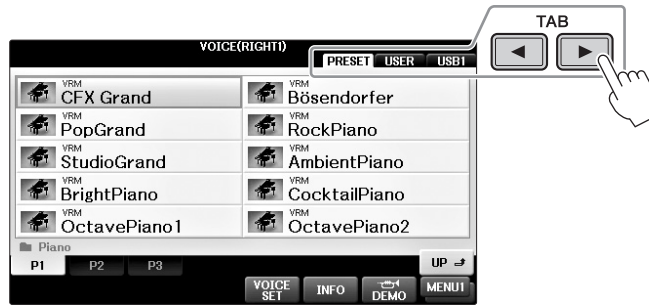 TAB
VOICE(RIGHT1)
PRESET USER USB1
VRM VRM
CFX Grand Bösendorfer
VRM VRM
PopGrand RockPiano
VRM VRM
StudioGrand AmbientPiano
VRM VRM
BrightPiano CocktailPiano
VRM VRM
OctavePiano1 OctavePiano2
Piano
P1 P2 P3 UP
VOICE SET INFO DEMO MENU1